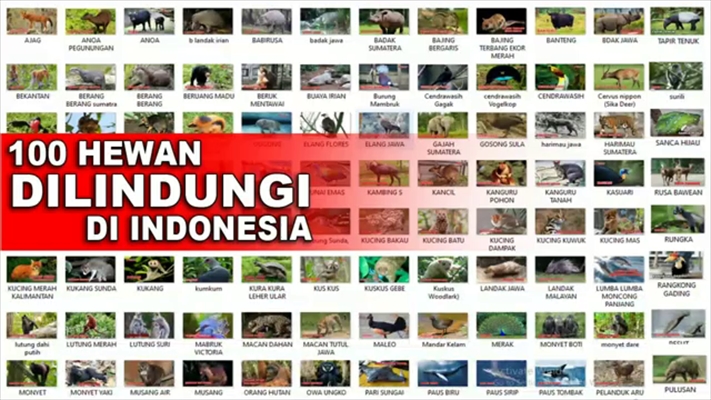 AJAG ANOA PEGUNUNGAN ANOA b landak irian BABIRUSA badak jawa BADAK SUMATERA BAJING BERGARIS BAJING TERBANG EKOR MERAH BANTENG BDAK JAWA TAPIR TENUK
BEKANTAN BERANG BERANG sumatra BERANG BERANG BERUANG MADU BERUK MENTAWAI BUAYA IRIAN Burung Mambruk Cendrawasih Gagak cendrawasih Vogelkop CENDRAWASIH Cervus nippon (Sika Deer) surili
ELANG FLORES ELANG JAWA GAJAH SUMATERA GOSONG SULA harimau jawa HARIMAU SUMATERA SANCA HIJAU
100 HEWAN
DILINDUNGI
DI INDONESIA
KAMBING S KANCIL KANGURU POHON KANGURU TANAH KASUARI RUSA BAWEAN
KUCING BAKAU KUCING BATU KUCING DAMPAK KUCING KUWUK KUCING MAS RUNGKA
KUCING MERAH KALIMANTAN KUKANG SUNDA KUKANG kumkum KURA KURA LEHER ULAR KUS KUS KUSKUS GEBE Kuskus Woodlark) LANDAK JAWA LANDAK MALAYAN LUMBA LUMBA MONCONG PANJANG RANGKONG GADING
lutung dahi putih LUTUNG MERAH LUTUNG SURI MABRUK VICTORIA MACAN DAHAN MACAN TUTUL JAWA MALEO Mandar Kelam MERAK MONYET BOTI monyet dare
MONYET MONYET YAKI MUSANG AIR MUSANG ORANG HUTAN OWA UNGKO PARI SUNGAI PAUS BIRU PAUS SIRIP PAUS TOMBAK PELANDUK ARU PULUSAN